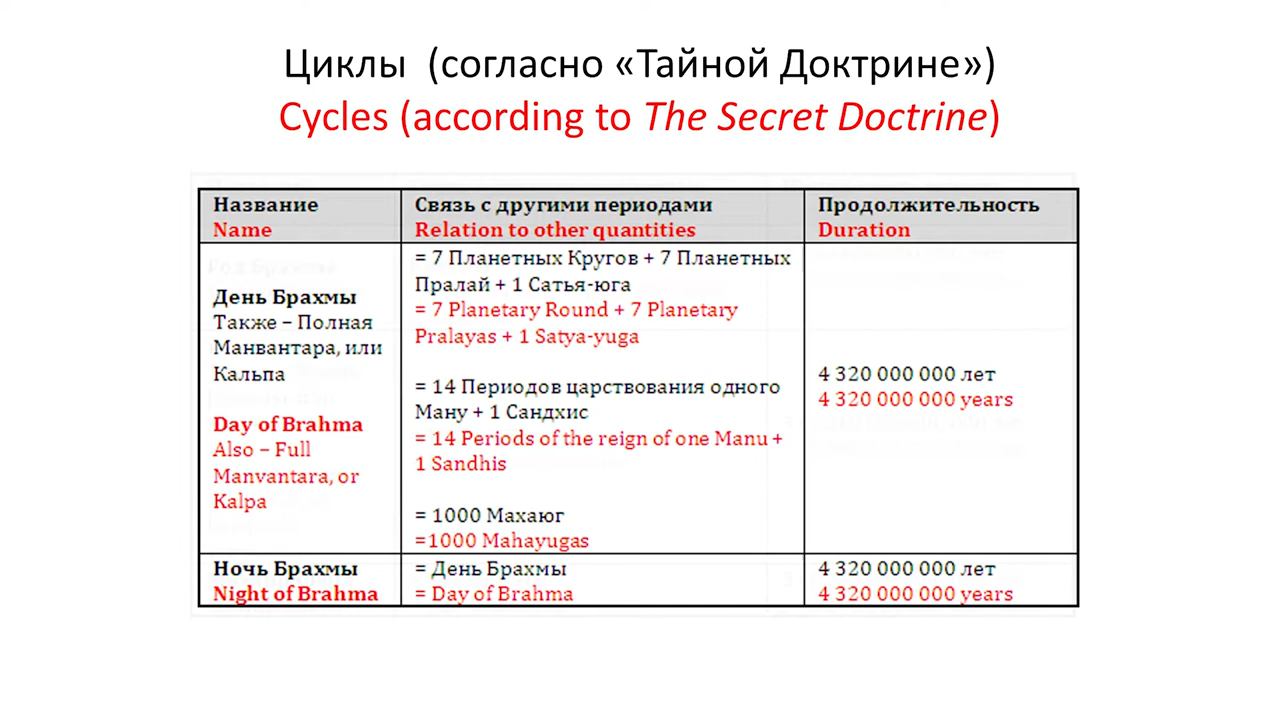 Циклы (согласно «Тайной Доктрине»)
Cycles (according to The Secret Doctrine)
Название
Name
Связь с другими периодами
Relation to other quantities
Продолжительность
Duration
День Брахмы
Также – Полная
Манвантара, или
Кальпа
Day of Brahma
Also – Full
Manvantara, or
Kalpa
= 7 Планетных Кругов + 7 Планетных
Пралай + 1 Сатья-юга
= 7 Planetary Round + 7 Planetary
Pralayas + 1 Satya-yuga
= 14 Периодов царствования одного
Ману + 1 Сандхис
= 14 Periods of the reign of one Manu +
1 Sandhis
= 1000 Махаюг
=1000 Mahayugas
4 320 000 000 лет
4 320 000 000 years
Ночь Брахмы
Night of Brahma
= День Брахмы
= Day of Brahma
4 320 000 000 лет
4 320 000 000 years